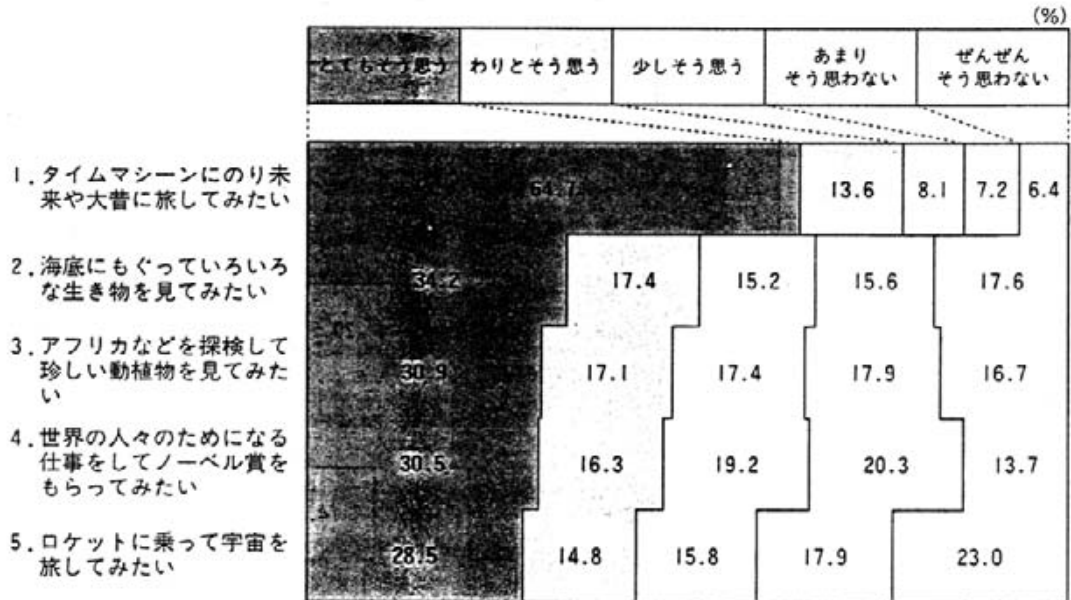 (%)
とてもそう思う
わりとそう思う
少しそう思う
あまり
そう思わない
ぜんぜん
そう思わない
1. タイムマシーンにのり未
来や大昔に旅してみたい
64.7
13.6
8.1
7.2
6.4
2. 海底にもぐっていろいろ
な生き物を見てみたい
34.2
17.4
15.2
15.6
17.6
3. アフリカなどを探検して
珍しい動植物を見てみた
い
30.9
17.1
17.4
17.9
16.7
4. 世界の人々のためになる
仕事をしてノーベル賞を
もらってみたい
30.5
16.3
19.2
20.3
13.7
5. ロケットに乗って宇宙を
旅してみたい
28.5
14.8
15.8
17.9
23.0